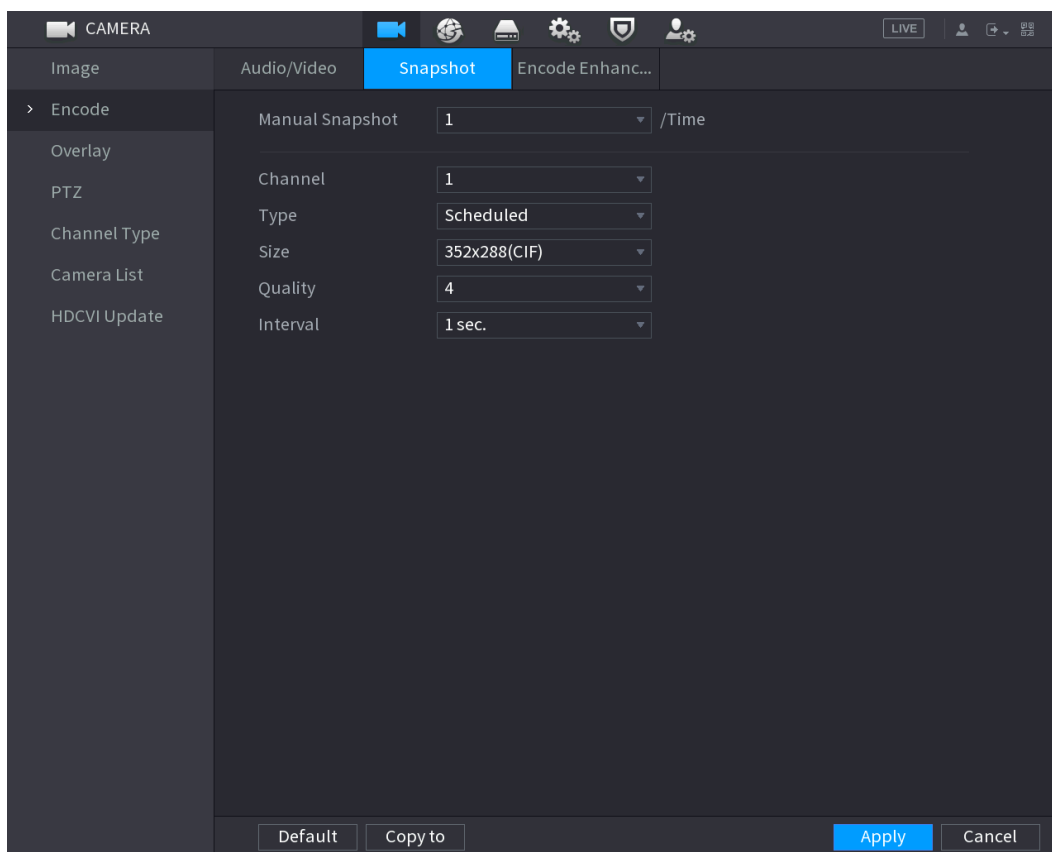 CAMERA
LIVE
Image
Encode
Overlay
PTZ
Channel Type
Camera List
HDCVI Update
Audio/Video
Snapshot
Encode Enhanc...
Manual Snapshot 1 /Time
Channel 1
Type Scheduled
Size 352x288(CIF)
Quality 4
Interval 1 sec.
Default
Copy to
Apply
Cancel